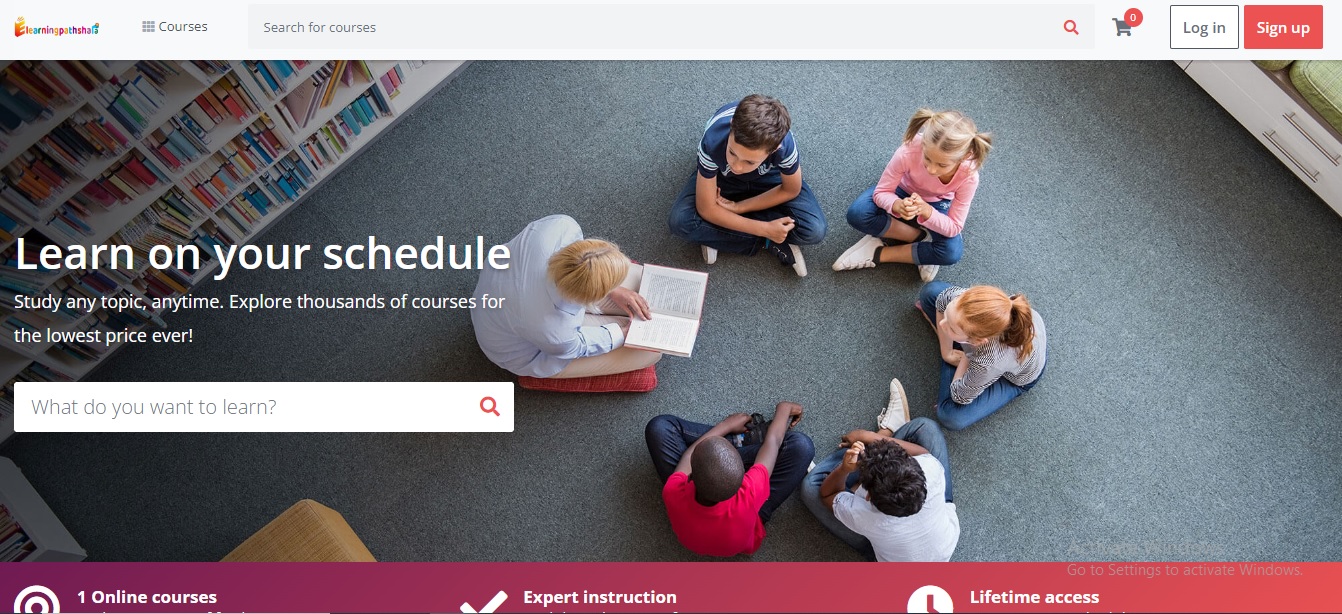 Elearningpathshala
Courses
Search for courses
0
Log in
Sign up
Learn on your schedule
Study any topic, anytime. Explore thousands of courses for
the lowest price ever!
What do you want to learn?
Activate Windows
Go to Settings to activate Windows.
1 Online courses
Expert instruction
Lifetime access